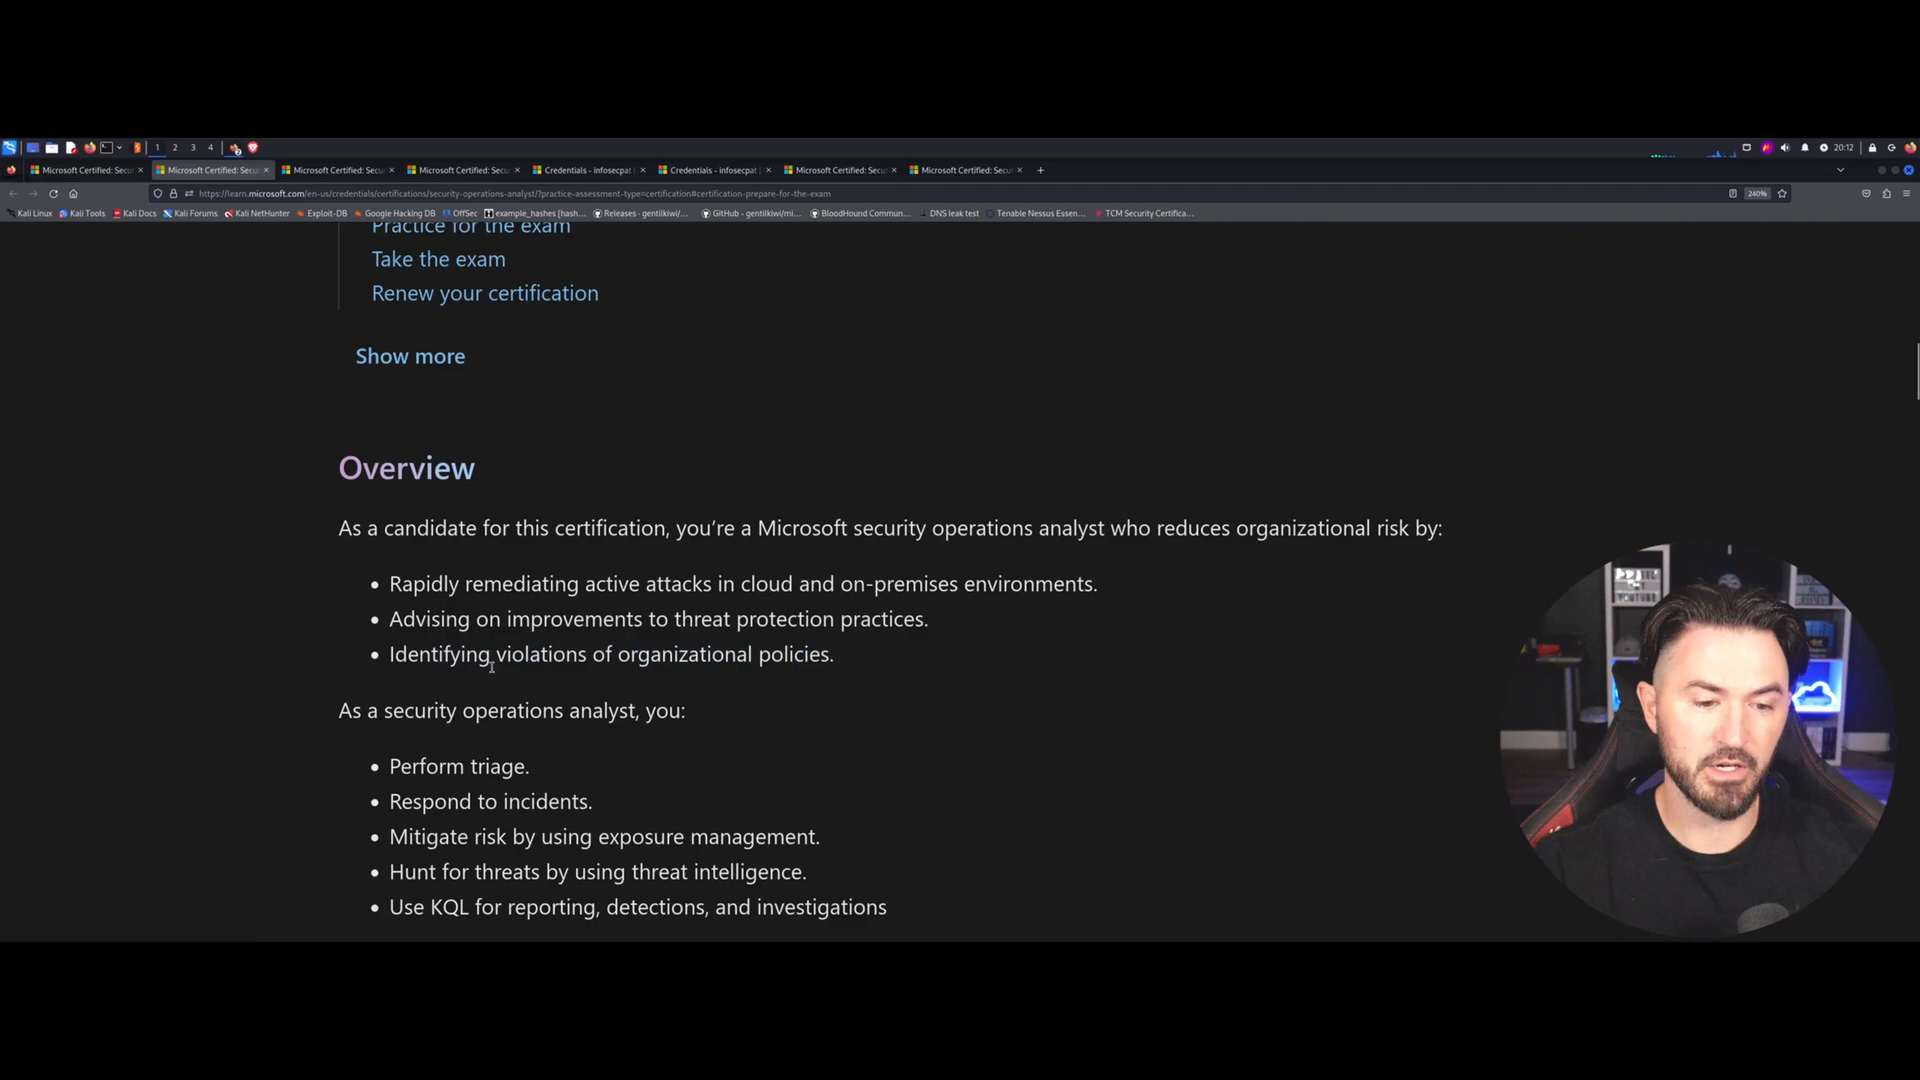 1 2 3 4
20:12
Microsoft Certified: Secu
Microsoft Certified: Secu
Microsoft Certified: Secu
Microsoft Certified: Secu
Credentials - infosecpat |
Credentials - infosecpat |
Microsoft Certified: Secu
Microsoft Certified: Secu
https://learn.microsoft.com/en-us/credentials/certifications/security-operations-analyst/?practice-assessment-type=certification#certification-prepare-for-the-exam
240%
Kali Linux Kali Tools Kali Docs Kali Forums Kali NetHunter Exploit-DB Google Hacking DB OffSec example_hashes [hash... Releases · gentilkiwi/... GitHub - gentilkiwi/mi... BloodHound Commun... DNS leak test Tenable Nessus Essen... TCM Security Certifica...
Practice for the exam
Take the exam
Renew your certification
Show more
Overview
As a candidate for this certification, you’re a Microsoft security operations analyst who reduces organizational risk by:
• Rapidly remediating active attacks in cloud and on-premises environments.
• Advising on improvements to threat protection practices.
• Identifying violations of organizational policies.
As a security operations analyst, you:
• Perform triage.
• Respond to incidents.
• Mitigate risk by using exposure management.
• Hunt for threats by using threat intelligence.
• Use KQL for reporting, detections, and investigations